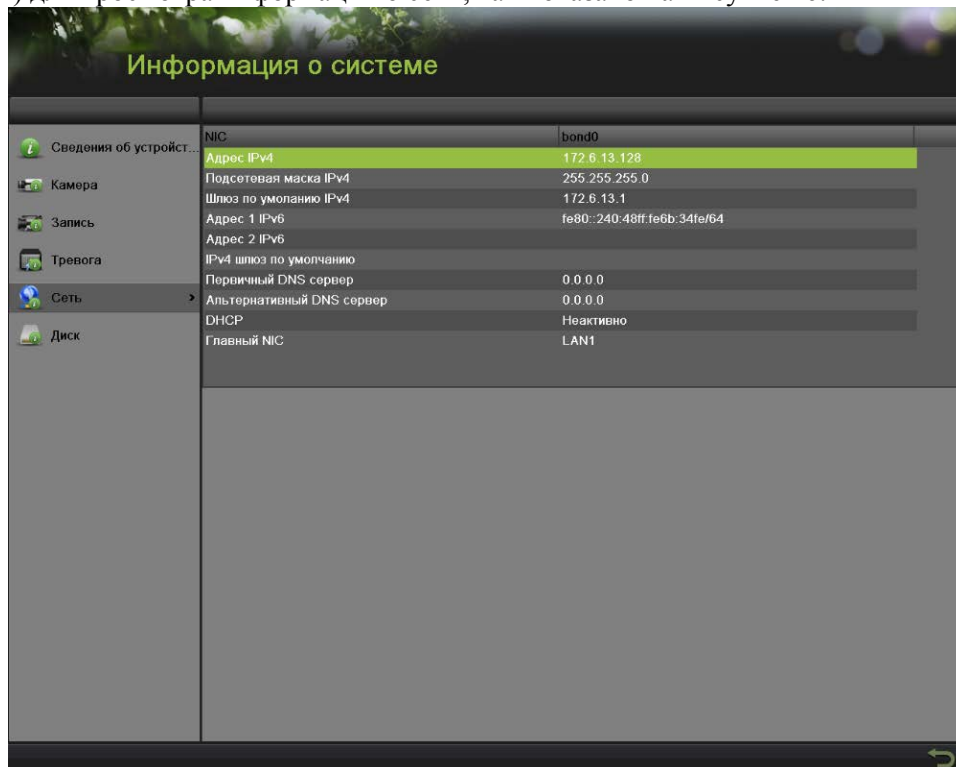 Информация о системе
NIC bond0
Сведения об устройст...
Адрес IPv4 172.6.13.128
Подсетевая маска IPv4 255.255.255.0
Камера
Шлюз по умоланию IPv4 172.6.13.1
Адрес 1 IPv6 fe80::240:48ff:fe6b:34fe/64
Запись
Адрес 2 IPv6
IPv4 шлюз по умолчанию
Тревога
Первичный DNS сервер 0.0.0.0
Сеть >
Альтернативный DNS сервер 0.0.0.0
DHCP Неактивно
Диск
Главный NIC LAN1